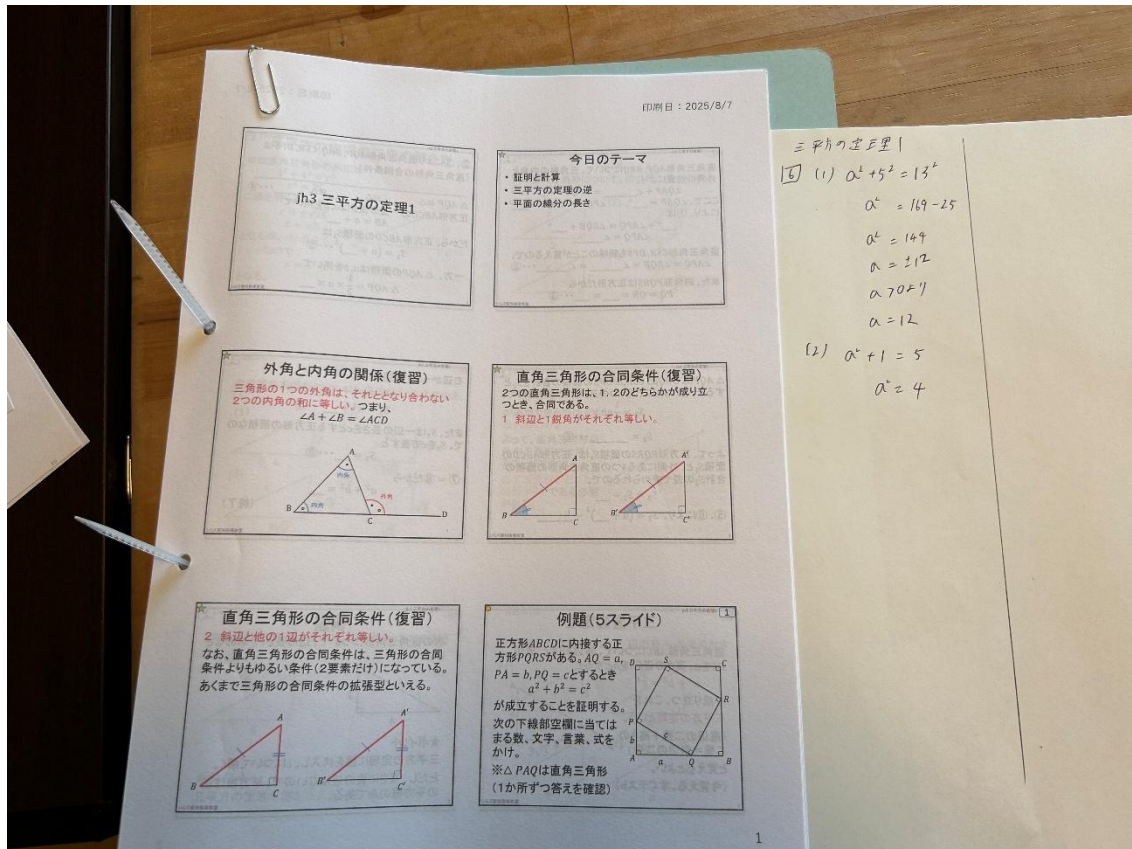 印刷日：2025/8/7
jh3 三平方の定理1
今日のテーマ
・証明と計算
・三平方の定理の逆
・平面の線分の長さ
外角と内角の関係(復習)
三角形の1つの外角は、それととなり合わない
2つの内角の和に等しい。つまり、
∠A + ∠B = ∠ACD
A
内角
内角
外角
B
C
D
直角三角形の合同条件(復習)
2つの直角三角形は、1, 2のどちらかが成り立
つとき、合同である。
1 斜辺と1鋭角がそれぞれ等しい。
A
B
C
A'
B'
C'
直角三角形の合同条件(復習)
2 斜辺と他の1辺がそれぞれ等しい。
なお、直角三角形の合同条件は、三角形の合同
条件よりもゆるい条件(2要素だけ)になっている。
あくまで三角形の合同条件の拡張型といえる。
A
B
C
A'
B'
C'
例題(5スライド)
1
正方形ABCDに内接する正
方形PQRSがある。AQ = a,
PA = b, PQ = cとするとき
a² + b² = c²
が成立することを証明する。
次の下線部空欄に当ては
まる数、文字、言葉、式を
かけ。
※△PAQは直角三角形
(1か所ずつ答えを確認)
D
S
C
R
P
b
c
A
a
Q
B
1
三平方の定理1
6 (1) a² + 5² = 13²
a² = 169 - 25
a² = 144
a = ±12
a > 0より
a = 12
(2) a² + 1 = 5
a² = 4